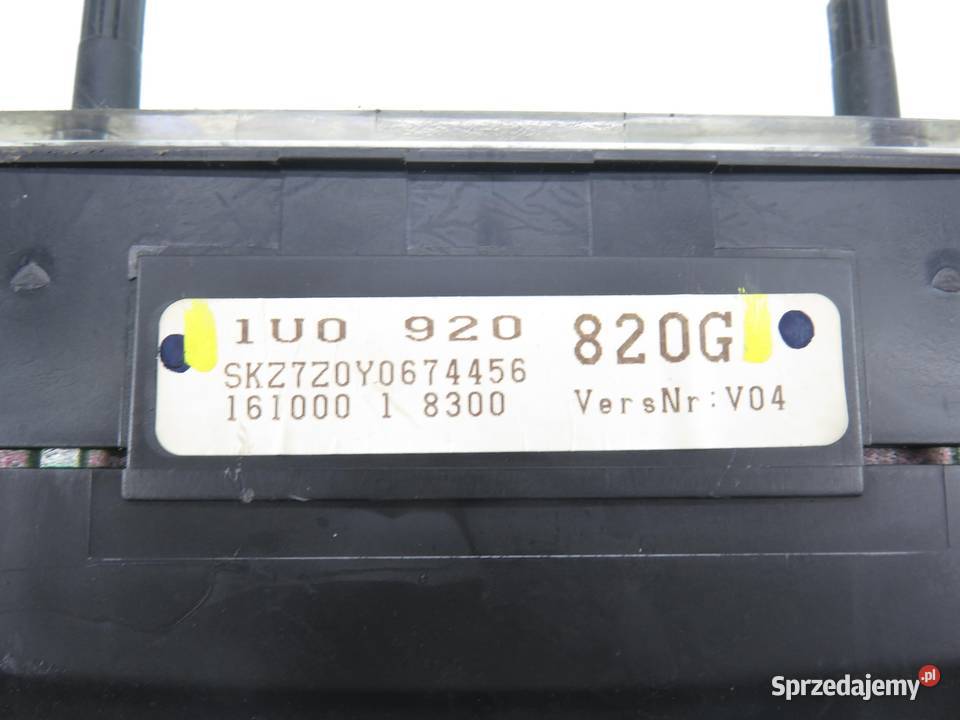 1U0 920 820G
SKZ7Z0Y0674456
161000 1 8300 VersNr:V04
Sprzedajemy.pl